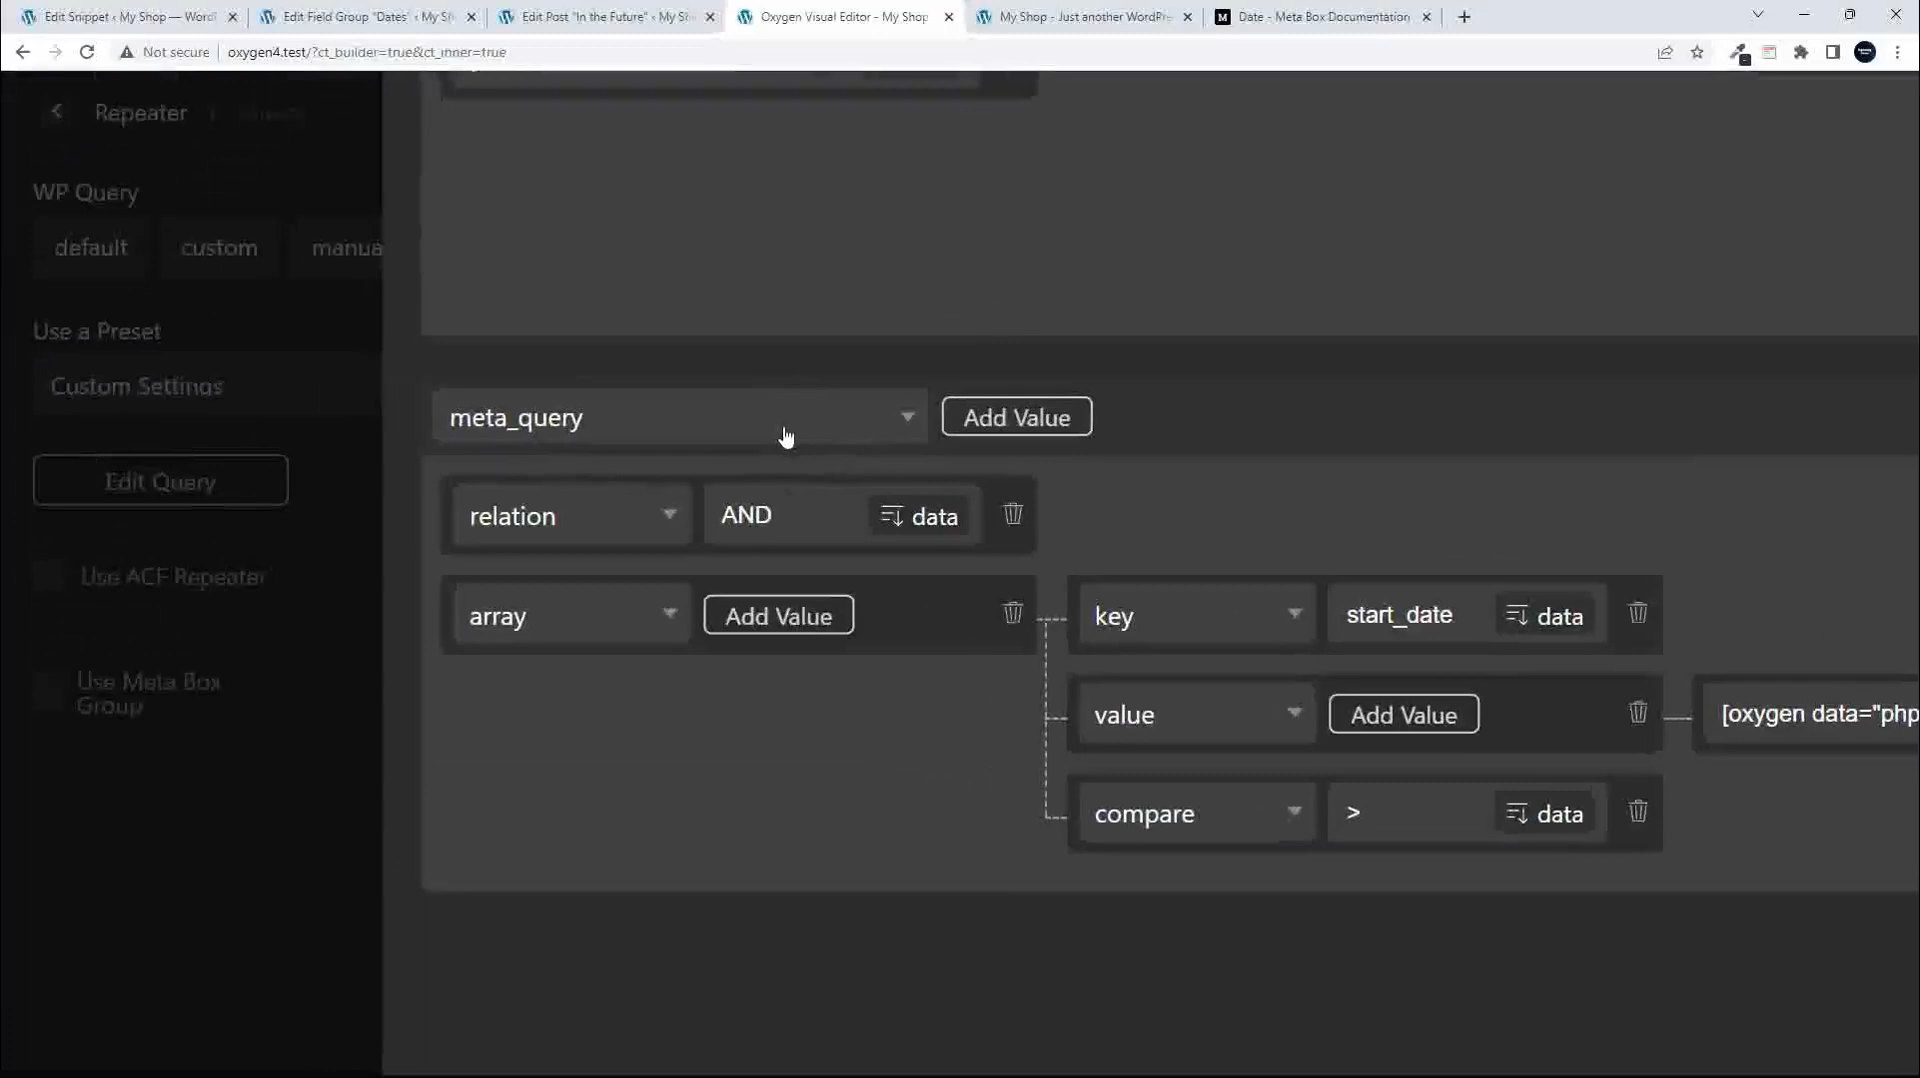 Edit Snippet ‹ My Shop — Word
Edit Field Group "Dates" ‹ My Sh
Edit Post "In the Future" ‹ My Sh
Oxygen Visual Editor - My Shop
My Shop - Just another WordPre
M Date - Meta Box Documentation
Not secure
oxygen4.test/?ct_builder=true&ct_inner=true
Repeater
WP Query
default
custom
manua
Use a Preset
Custom Settings
Edit Query
Use ACF Repeater
Use Meta Box
Group
meta_query
Add Value
relation
AND
data
array
Add Value
key
start_date
data
value
Add Value
[oxygen data="php
compare
>
data